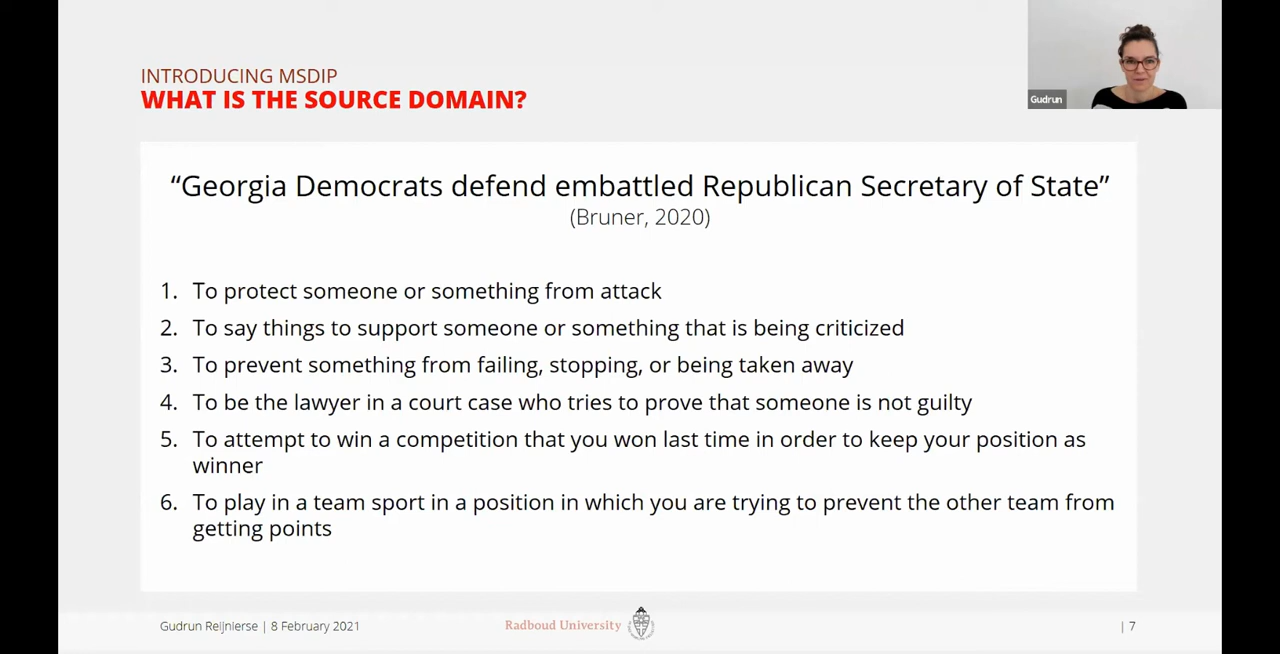 INTRODUCING MSDIP
WHAT IS THE SOURCE DOMAIN?
Gudrun
“Georgia Democrats defend embattled Republican Secretary of State”
(Bruner, 2020)
1. To protect someone or something from attack
2. To say things to support someone or something that is being criticized
3. To prevent something from failing, stopping, or being taken away
4. To be the lawyer in a court case who tries to prove that someone is not guilty
5. To attempt to win a competition that you won last time in order to keep your position as
winner
6. To play in a team sport in a position in which you are trying to prevent the other team from
getting points
Gudrun Reijnierse | 8 February 2021
Radboud University
| 7